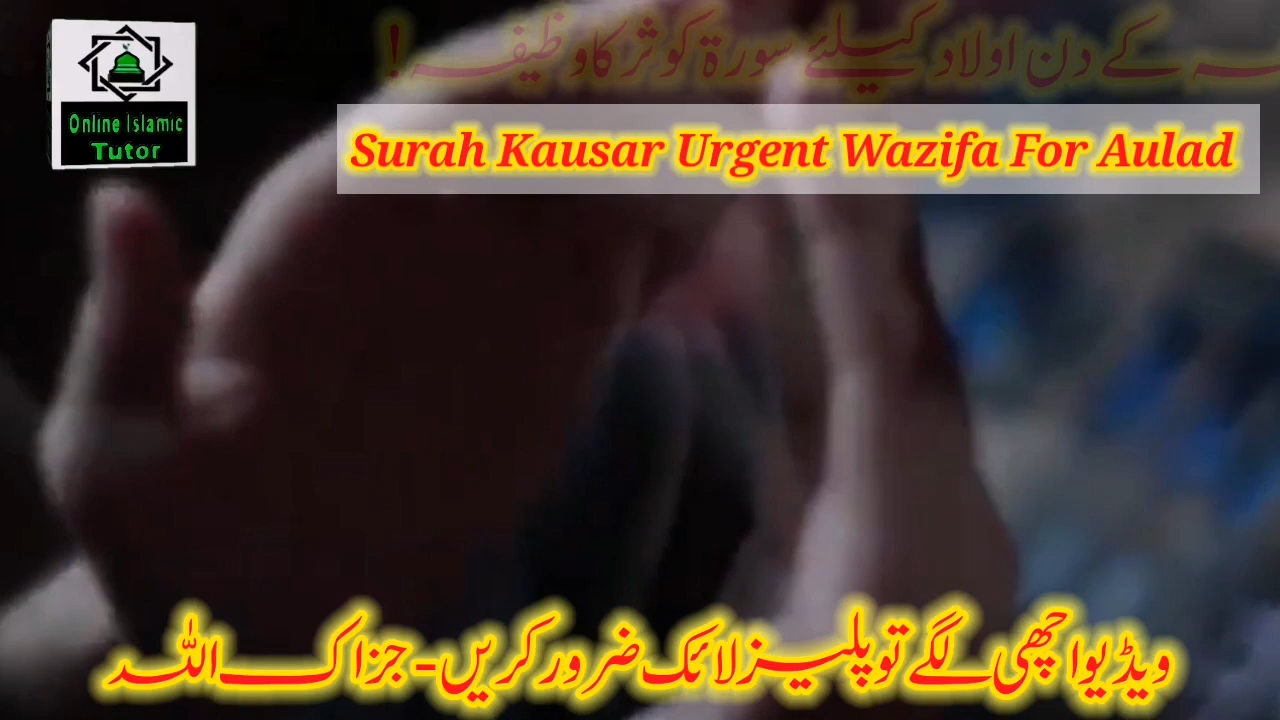 کے دن اولاد کیلئے سورۃ کوثر کا وظیفہ !
Online Islamic
Tutor
Surah Kausar Urgent Wazifa For Aulad
ویڈیو اچھی لگے تو پلیز لائک ضرور کریں - جزاک اللہ